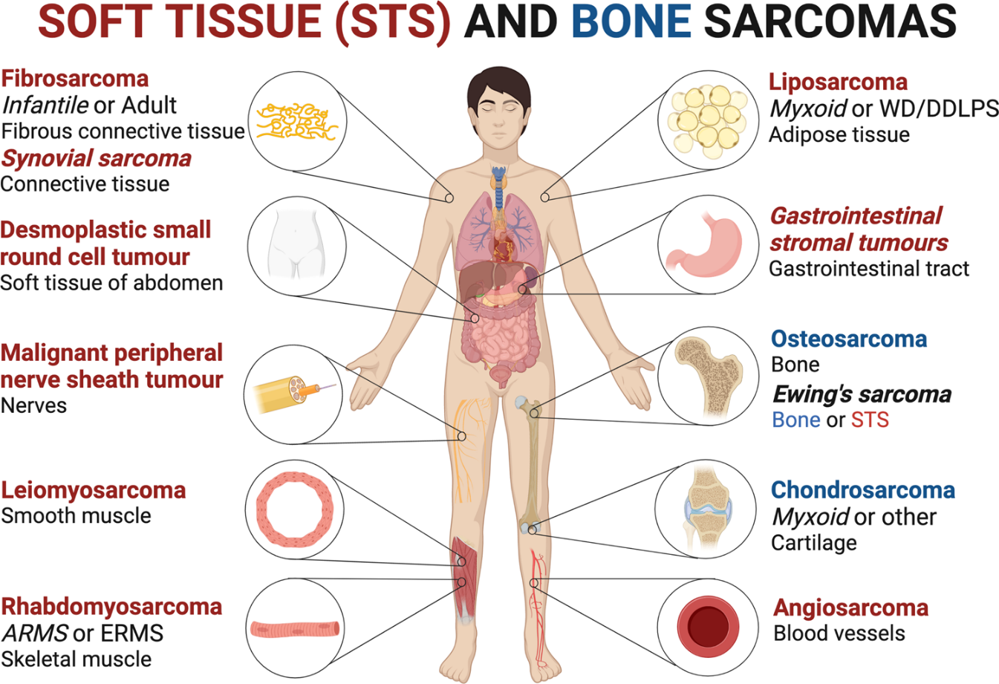 SOFT TISSUE (STS) AND BONE SARCOMAS
Fibrosarcoma
Infantile or Adult
Fibrous connective tissue
Synovial sarcoma
Connective tissue
Desmoplastic small
round cell tumour
Soft tissue of abdomen
Malignant peripheral
nerve sheath tumour
Nerves
Leiomyosarcoma
Smooth muscle
Rhabdomyosarcoma
ARMS or ERMS
Skeletal muscle
Liposarcoma
Myxoid or WD/DDLPS
Adipose tissue
Gastrointestinal
stromal tumours
Gastrointestinal tract
Osteosarcoma
Bone
Ewing's sarcoma
Bone or STS
Chondrosarcoma
Myxoid or other
Cartilage
Angiosarcoma
Blood vessels